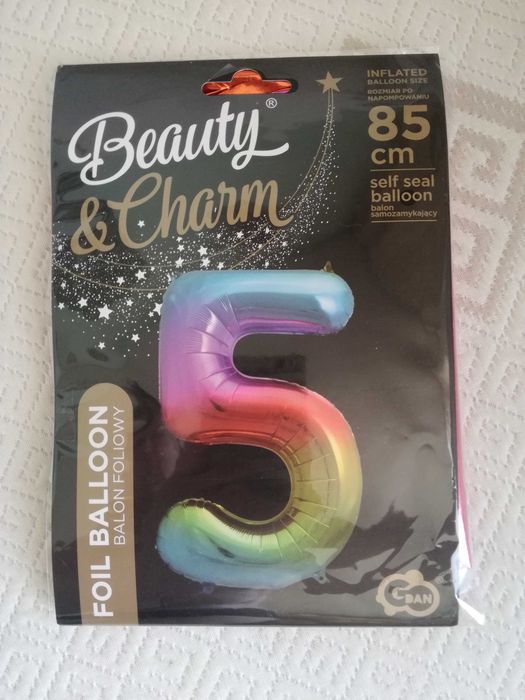 Beauty®
& Charm
INFLATED
BALLOON SIZE
ROZMIAR PO
NAPOMPOWANIU
85
cm
self seal
balloon
balon
samozamykający
5
FOIL BALLOON
BALON FOLIOWY
GoDAN